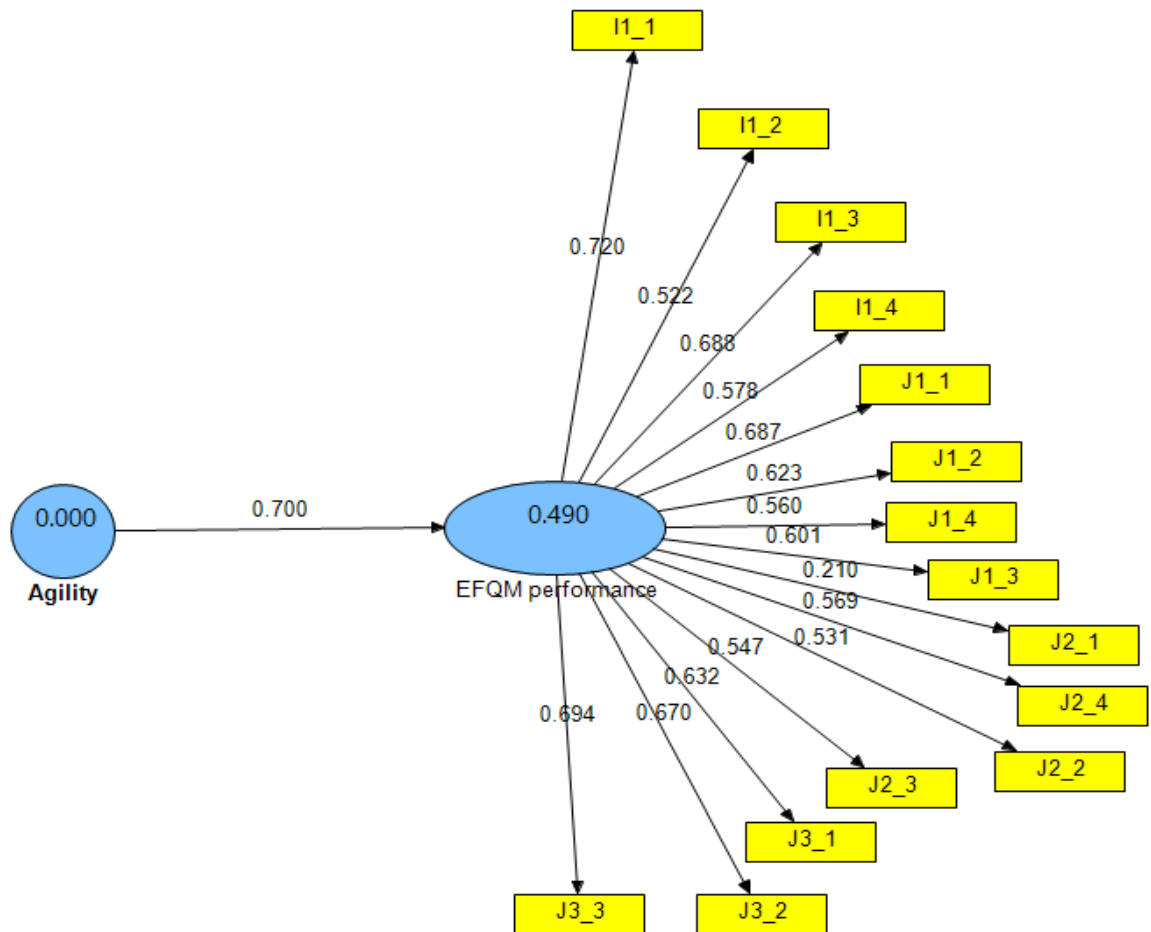 I1_1
I1_2
I1_3
0.720
0.522
I1_4
0.688
J1_1
0.578
0.687
J1_2
0.623
0.000
0.700
0.490
0.560
J1_4
0.601
0.210
J1_3
Agility
EFQM performance
0.569
0.531
J2_1
0.547
0.632
J2_4
0.694
0.670
J2_2
J2_3
J3_1
J3_3
J3_2